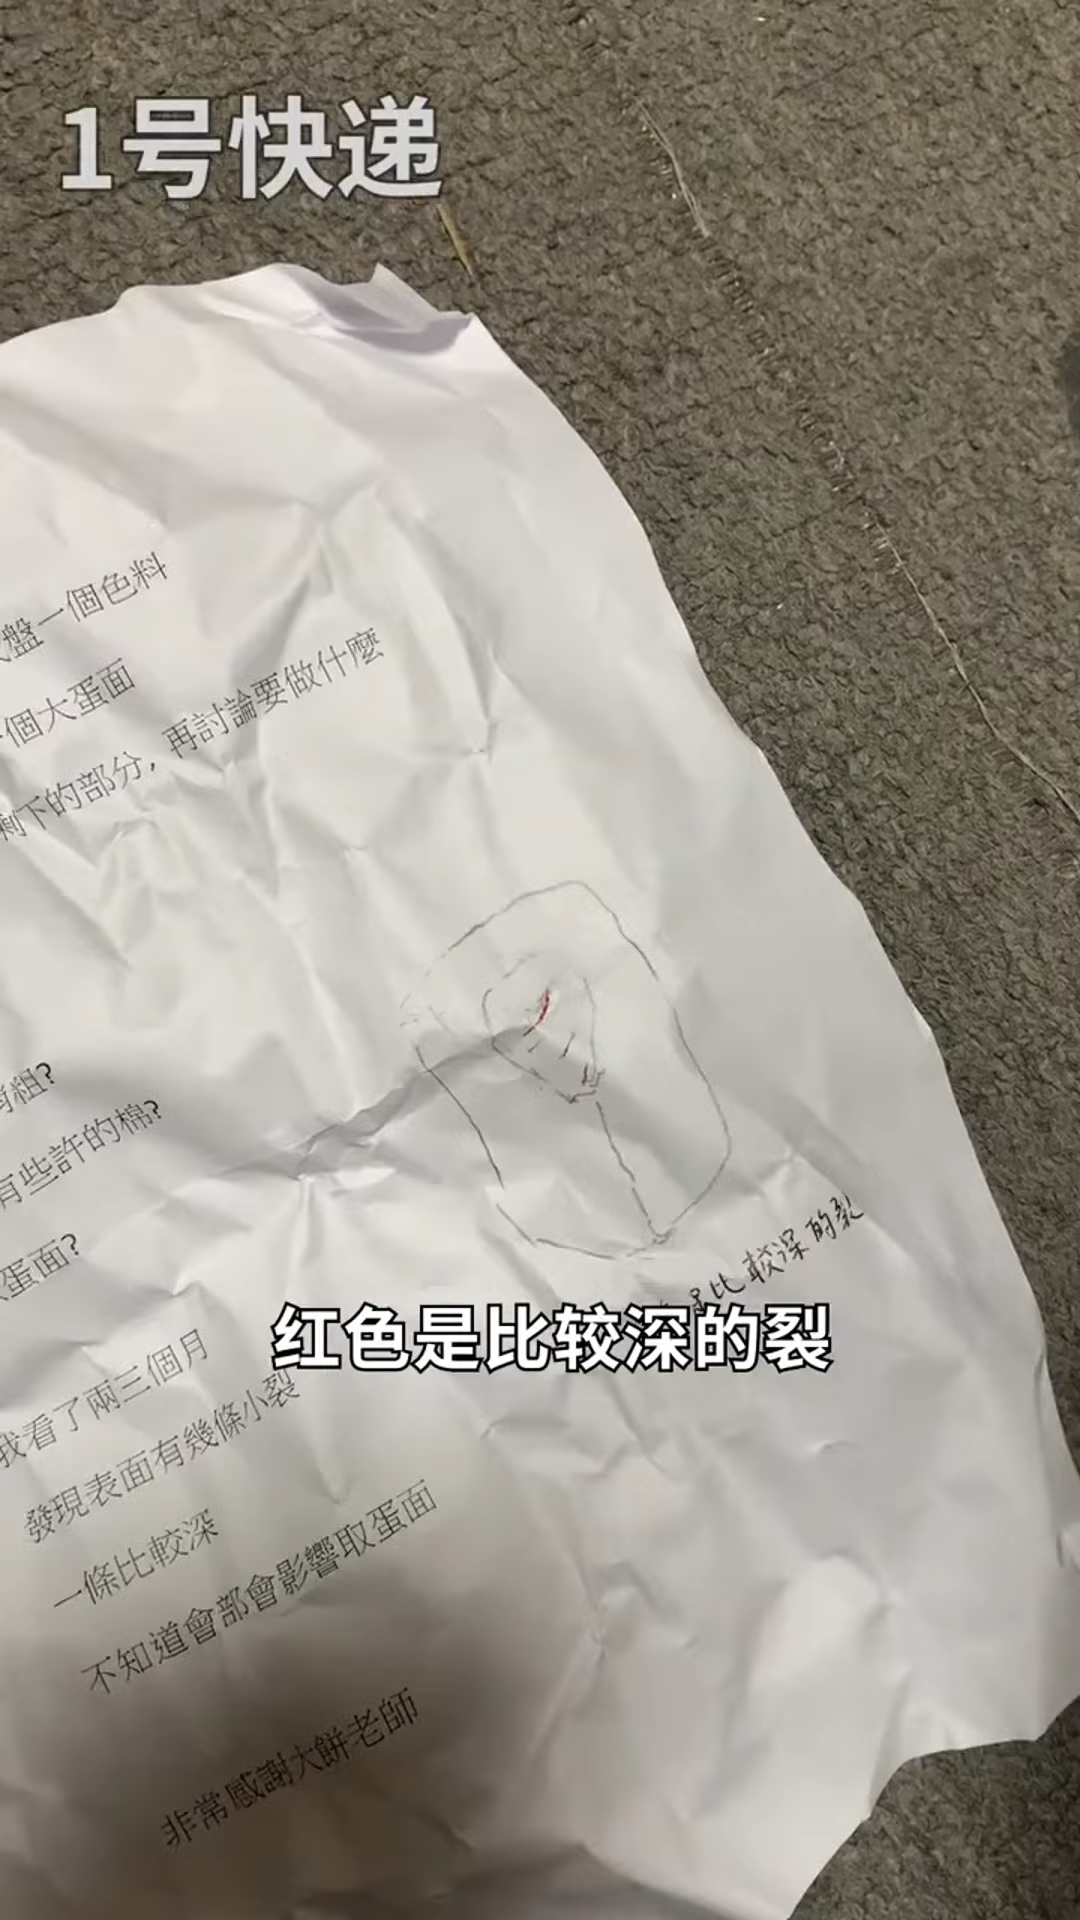 1号快递
盤一個色料
個大蛋面
剩下的部分，再討論要做什麼
粗?
有些許的棉?
蛋面?
是比較深的裂
红色是比较深的裂
我看了兩三個月
發現表面有幾條小裂
一條比較深
不知道會部會影響取蛋面
非常感謝大餅老師